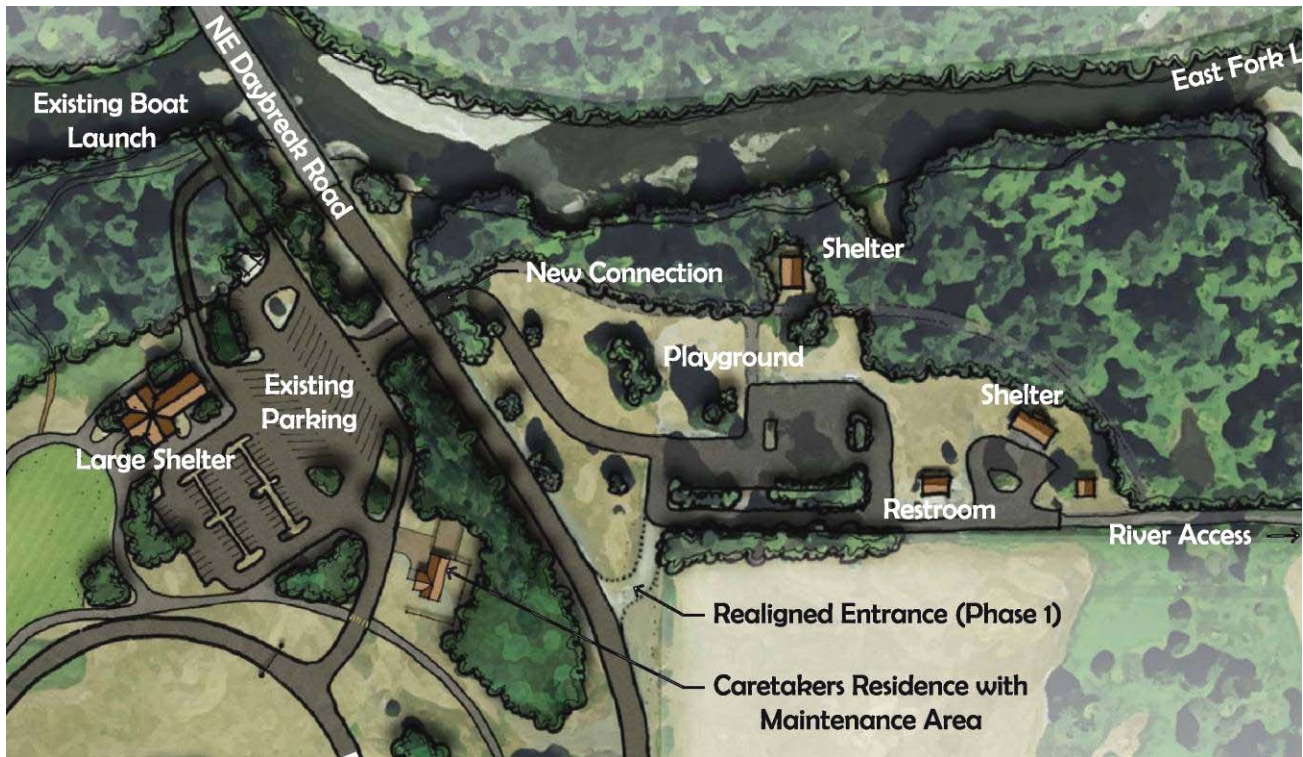 Existing Boat
Launch
NE Daybreak Road
East Fork L
New Connection
Shelter
Playground
Existing
Parking
Shelter
Large Shelter
Restroom
River Access
Realigned Entrance (Phase 1)
Caretakers Residence with
Maintenance Area